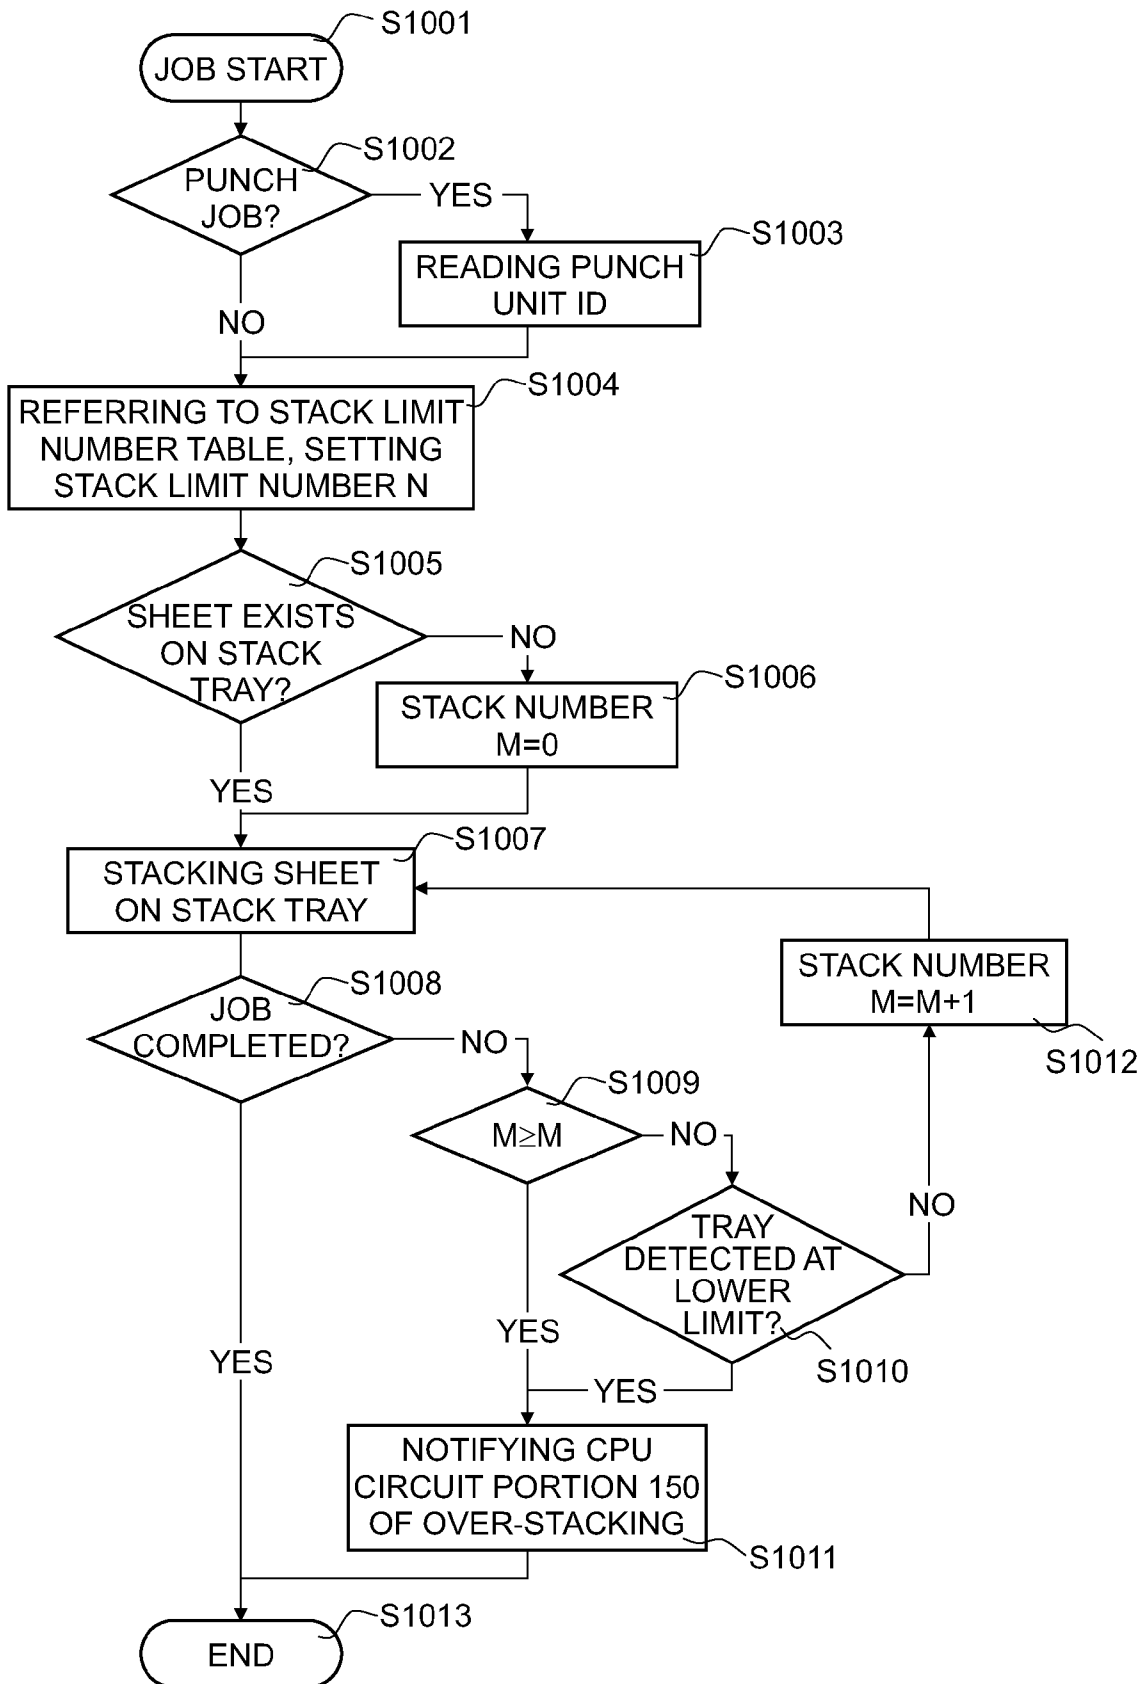 S1001
JOB START
S1002
PUNCH
JOB?
YES
S1003
READING PUNCH
UNIT ID
NO
S1004
REFERRING TO STACK LIMIT
NUMBER TABLE, SETTING
STACK LIMIT NUMBER N
S1005
SHEET EXISTS
ON STACK
TRAY?
NO
S1006
STACK NUMBER
M=0
YES
S1007
STACKING SHEET
ON STACK TRAY
S1008
JOB
COMPLETED?
NO
STACK NUMBER
M=M+1
S1012
S1009
M≥M
NO
TRAY
DETECTED AT
LOWER
LIMIT?
NO
S1010
YES
YES
YES
NOTIFYING CPU
CIRCUIT PORTION 150
OF OVER-STACKING
S1011
S1013
END